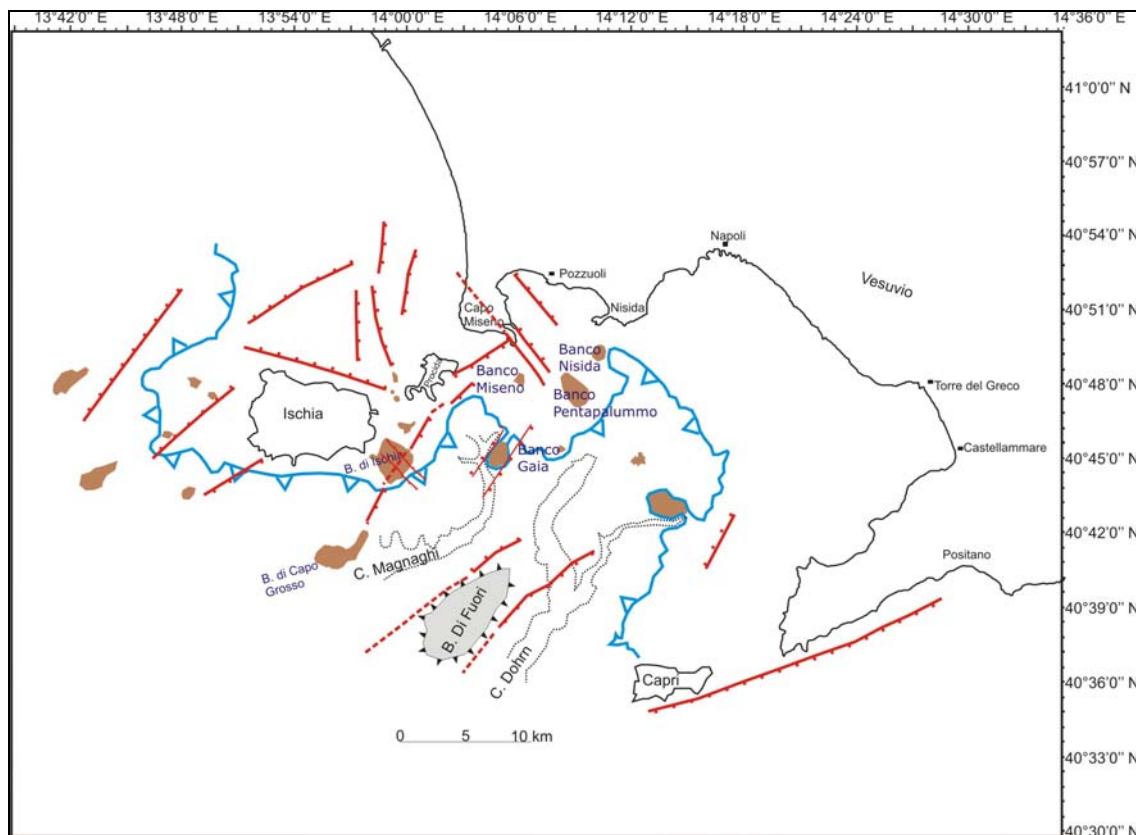 13°42'0'' E 13°48'0'' E 13°54'0'' E 14°00'0'' E 14°06'0'' E 14°12'0'' E 14°18'0'' E 14°24'0'' E 14°30'0'' E 14°36'0'' E
41°0'0'' N
40°57'0'' N
40°54'0'' N
40°51'0'' N
40°48'0'' N
40°45'0'' N
40°42'0'' N
40°39'0'' N
40°36'0'' N
40°33'0'' N
40°30'0'' N
Napoli
Pozzuoli
Vesuvio
Capo
Miseno
Nisida
Banco
Nisida
Banco
Miseno
Procida
Banco
Pentapalummo
Torre del Greco
Ischia
Castellammare
B. di Ischia
Banco
Gaia
C. Magnaghi
B. di Capo
Grosso
Positano
B. Di Fuori
C. Dohrn
Capri
0 5 10 km